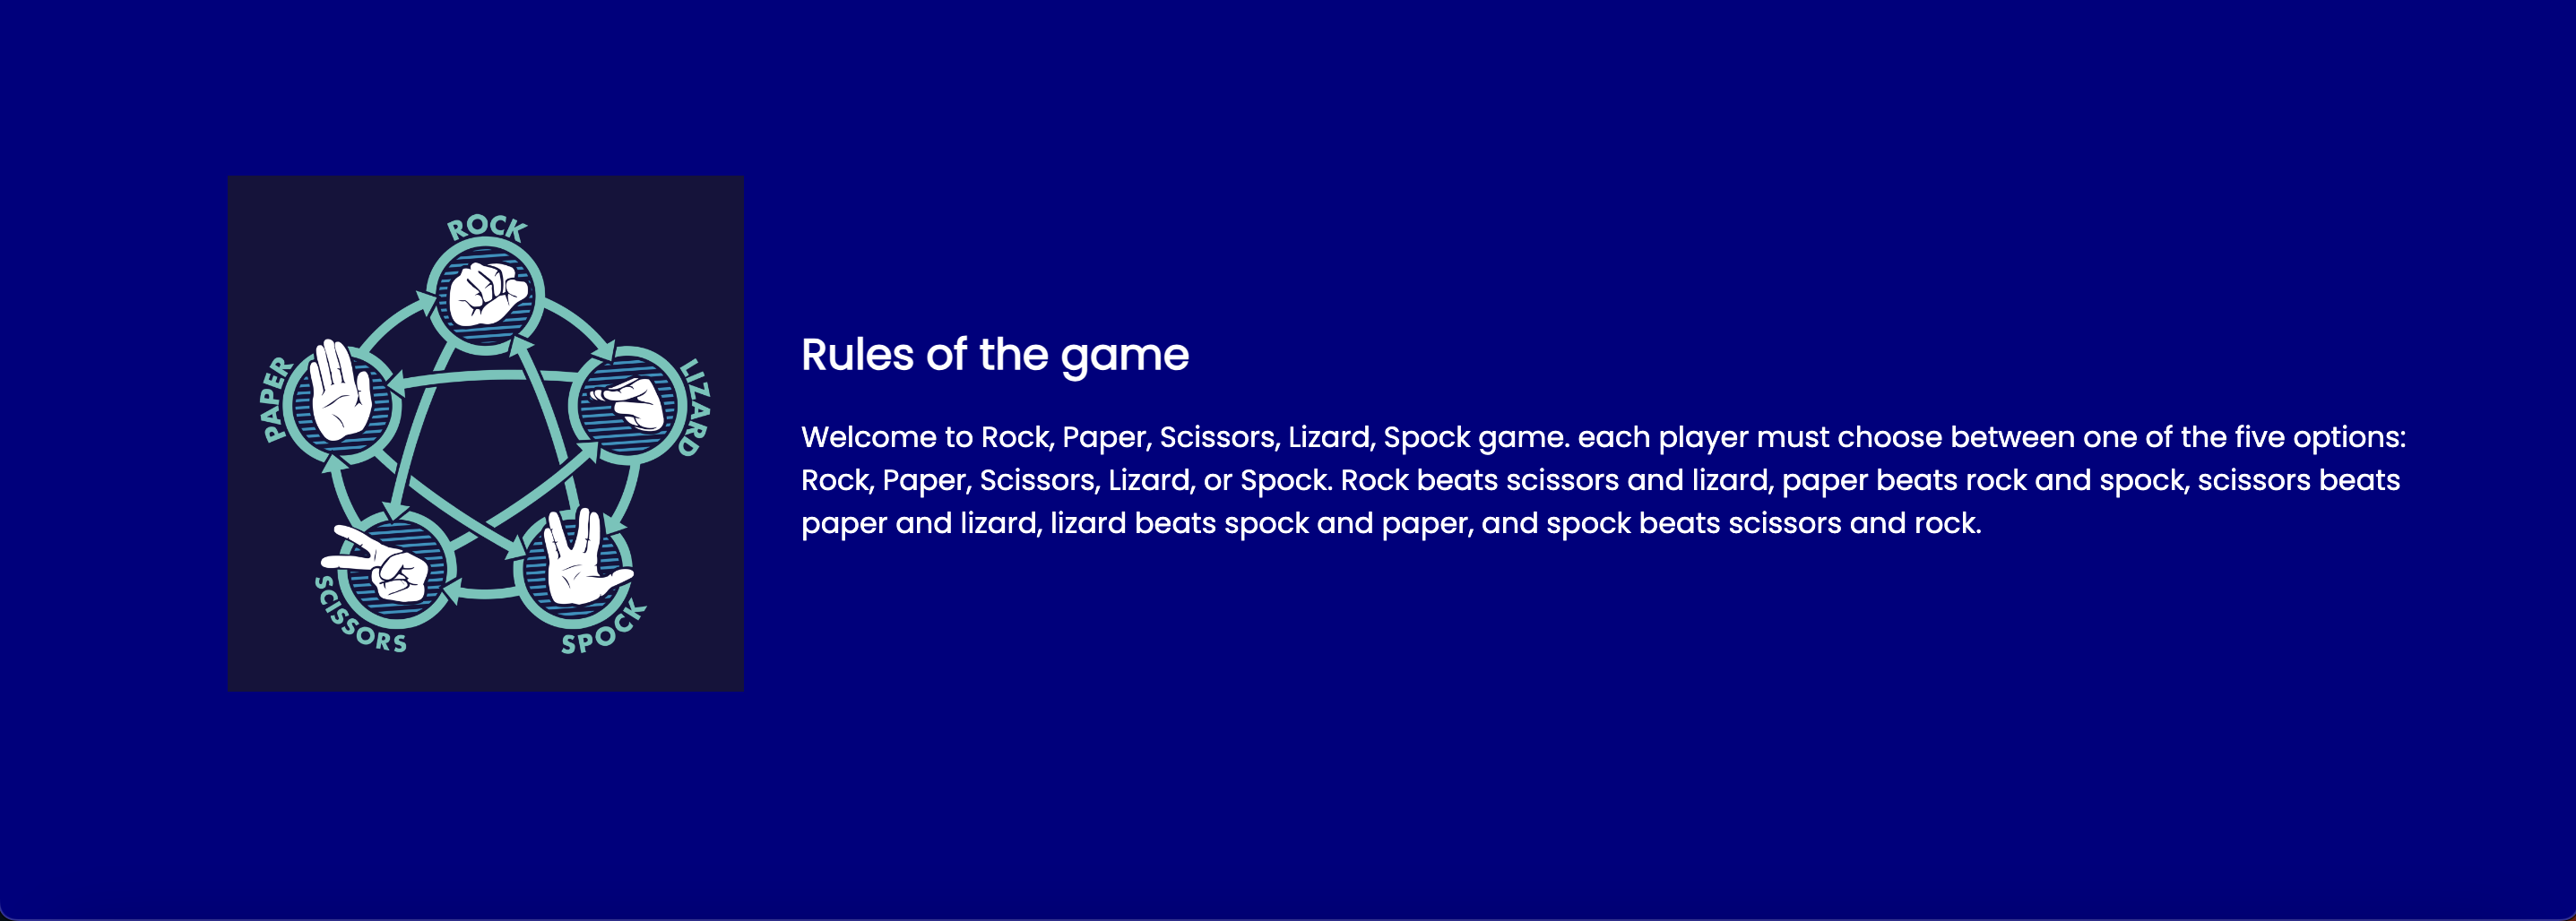 ROCK
PAPER
LIZARD
SCISSORS
SPOCK
Rules of the game
Welcome to Rock, Paper, Scissors, Lizard, Spock game. each player must choose between one of the five options:
Rock, Paper, Scissors, Lizard, or Spock. Rock beats scissors and lizard, paper beats rock and spock, scissors beats
paper and lizard, lizard beats spock and paper, and spock beats scissors and rock.